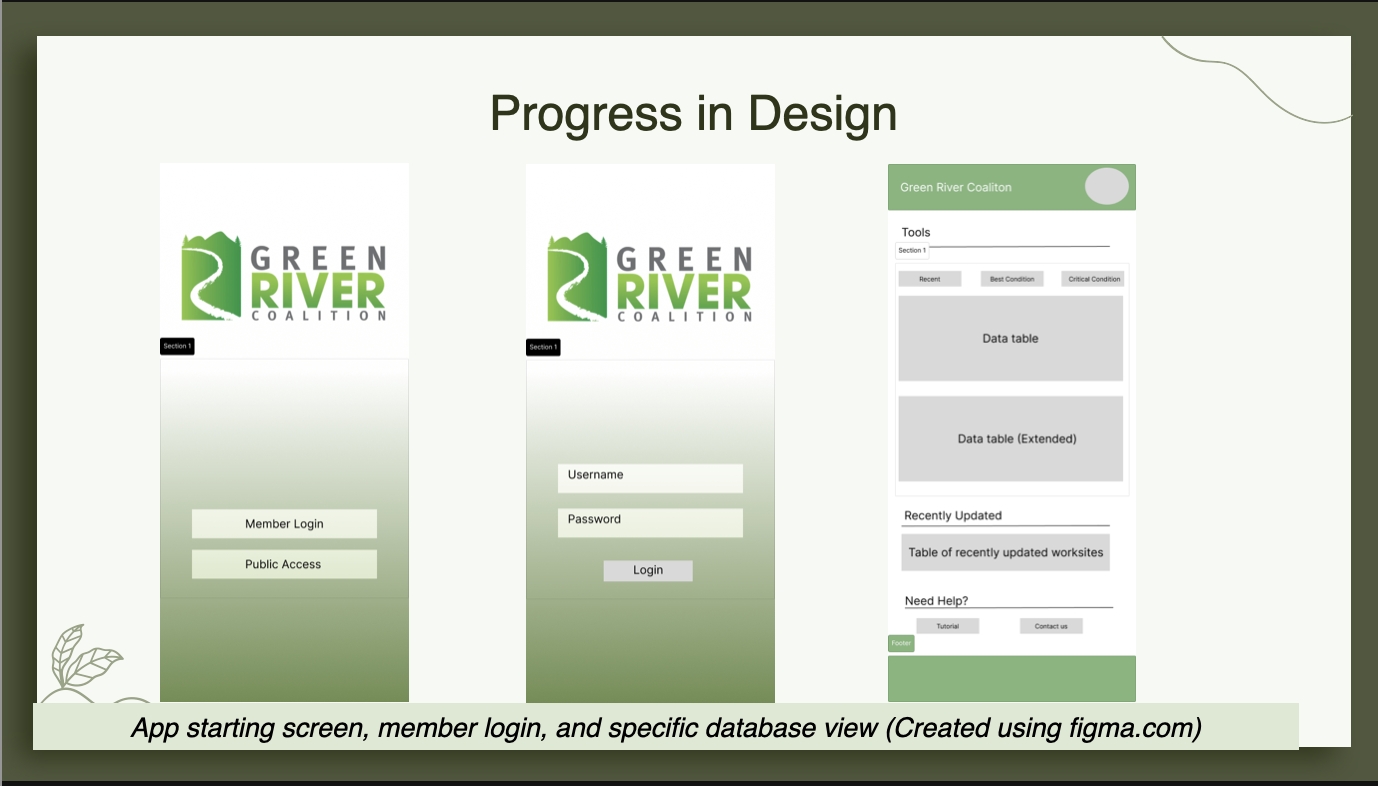 Progress in Design
GREEN
RIVER
COALITION
Section 1
Member Login
Public Access
GREEN
RIVER
COALITION
Section 1
Username
Password
Login
Green River Coaliton
Tools
Section 1
Recent Best Condition Critical Condition
Data table
Data table (Extended)
Recently Updated
Table of recently updated worksites
Need Help?
Tutorial Contact us
Footer
App starting screen, member login, and specific database view (Created using figma.com)